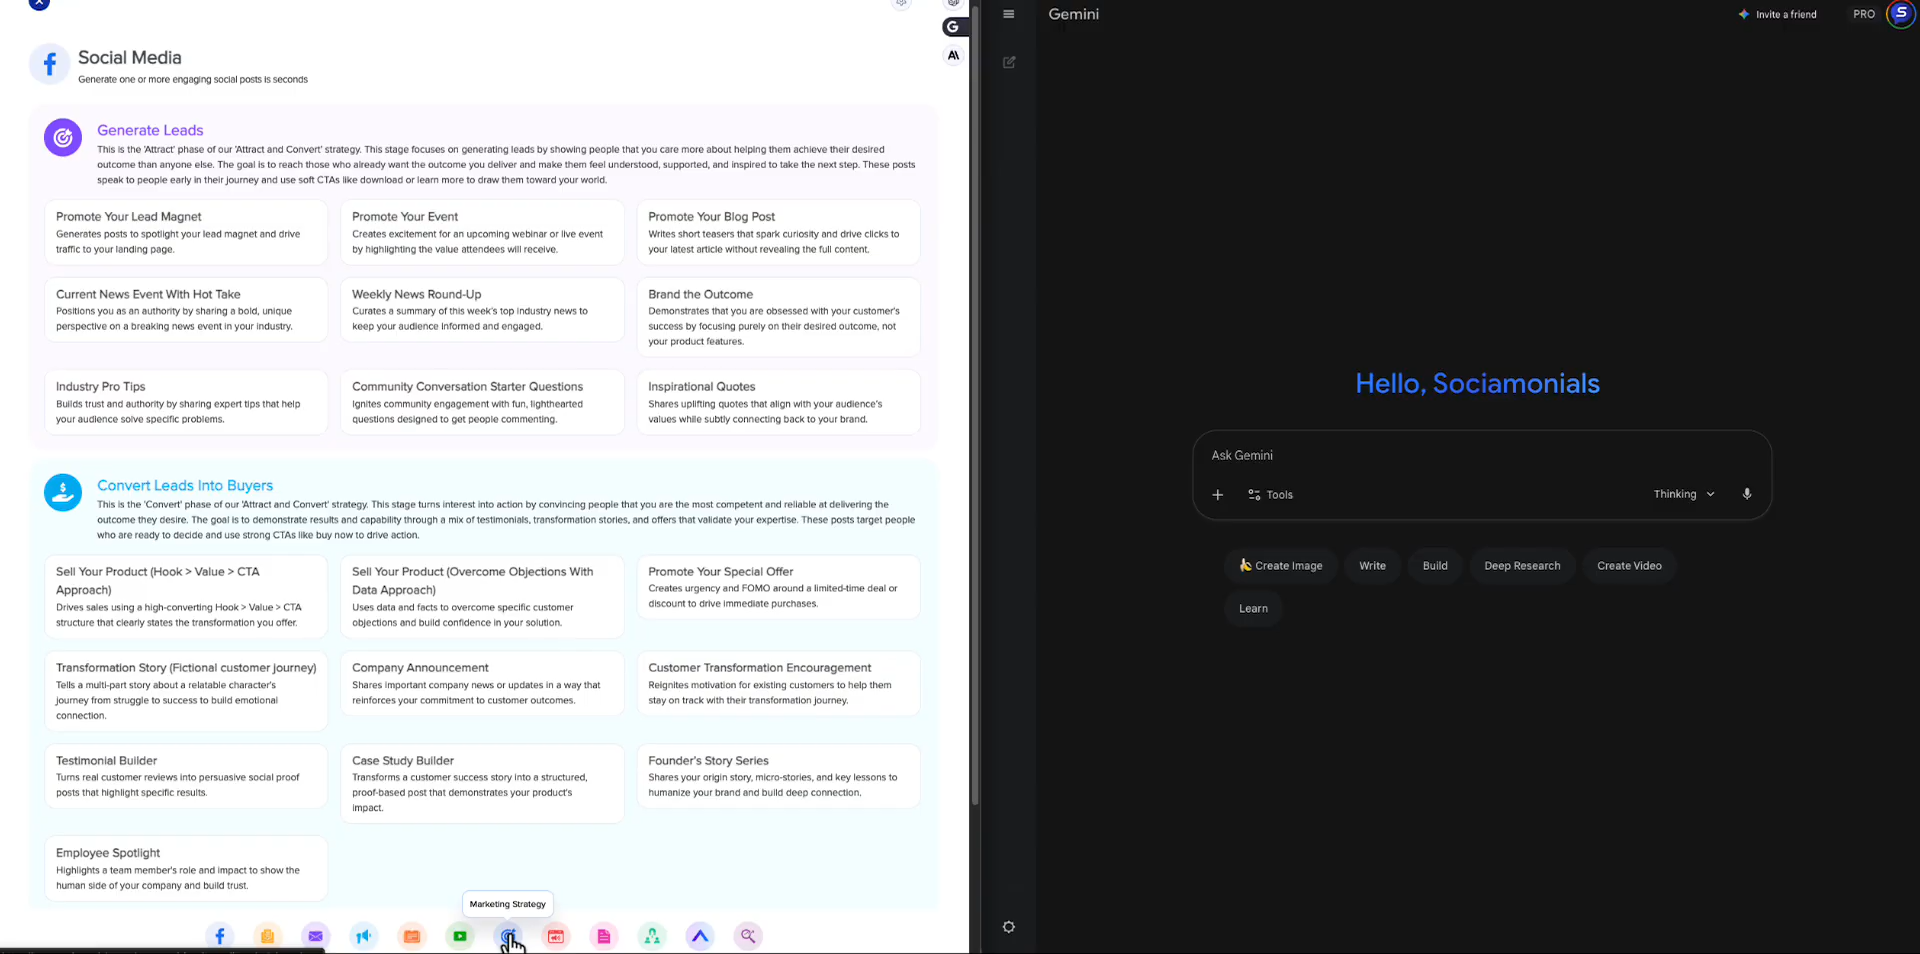 Social Media
Generate one or more engaging social posts is seconds
Generate Leads
This is the 'Attract' phase of our 'Attract and Convert' strategy. This stage focuses on generating leads by showing people that you care more about helping them achieve their desired
outcome than anyone else. The goal is to reach those who already want the outcome you deliver and make them feel understood, supported, and inspired to take the next step. These posts
speak to people early in their journey and use soft CTAs like download or learn more to draw them toward your world.
Promote Your Lead Magnet
Generates posts to spotlight your lead magnet and drive
traffic to your landing page.
Promote Your Event
Creates excitement for an upcoming webinar or live event
by highlighting the value attendees will receive.
Promote Your Blog Post
Writes short teasers that spark curiosity and drive clicks to
your latest article without revealing the full content.
Current News Event With Hot Take
Positions you as an authority by sharing a bold, unique
perspective on a breaking news event in your industry.
Weekly News Round-Up
Curates a summary of this week's top industry news to
keep your audience informed and engaged.
Brand the Outcome
Demonstrates that you are obsessed with your customer's
success by focusing purely on their desired outcome, not
your product features.
Industry Pro Tips
Builds trust and authority by sharing expert tips that help
your audience solve specific problems.
Community Conversation Starter Questions
Ignites community engagement with fun, lighthearted
questions designed to get people commenting.
Inspirational Quotes
Shares uplifting quotes that align with your audience's
values while subtly connecting back to your brand.
Convert Leads Into Buyers
This is the 'Convert' phase of our 'Attract and Convert' strategy. This stage turns interest into action by convincing people that you are the most competent and reliable at delivering the
outcome they desire. The goal is to demonstrate results and capability through a mix of testimonials, transformation stories, and offers that validate your expertise. These posts target people
who are ready to decide and use strong CTAs like buy now to drive action.
Sell Your Product (Hook > Value > CTA
Approach)
Drives sales using a high-converting Hook > Value > CTA
structure that clearly states the transformation you offer.
Sell Your Product (Overcome Objections With
Data Approach)
Uses data and facts to overcome specific customer
objections and build confidence in your solution.
Promote Your Special Offer
Creates urgency and FOMO around a limited-time deal or
discount to drive immediate purchases.
Transformation Story (Fictional customer journey)
Tells a multi-part story about a relatable character's
journey from struggle to success to build emotional
connection.
Company Announcement
Shares important company news or updates in a way that
reinforces your commitment to customer outcomes.
Customer Transformation Encouragement
Reignites motivation for existing customers to help them
stay on track with their transformation journey.
Testimonial Builder
Turns real customer reviews into persuasive social proof
posts that highlight specific results.
Case Study Builder
Transforms a customer success story into a structured,
proof-based post that demonstrates your product's
impact.
Founder's Story Series
Shares your origin story, micro-stories, and key lessons to
humanize your brand and build deep connection.
Employee Spotlight
Highlights a team member's role and impact to show the
human side of your company and build trust.
Marketing Strategy
G
AI
Gemini
Invite a friend
PRO
S
Hello, Sociamonials
Ask Gemini
Tools
Thinking
Create Image
Write
Build
Deep Research
Create Video
Learn